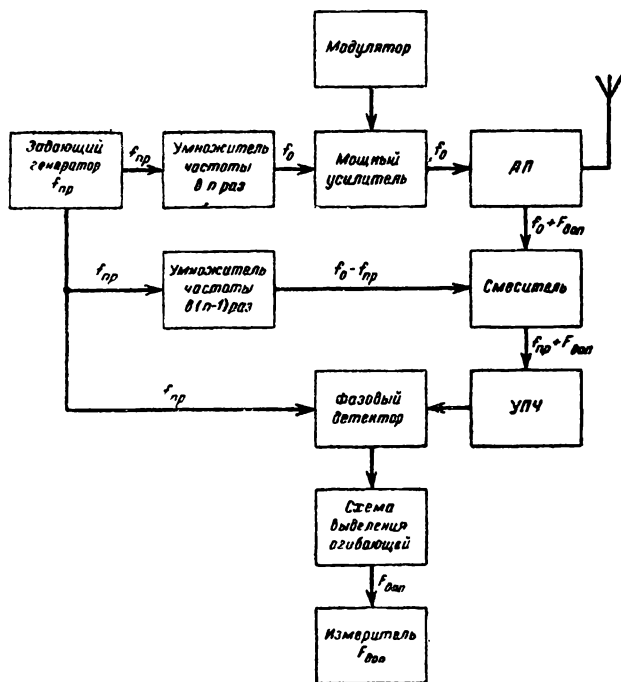 Модулятор
Задающий
генератор
f_пр
f_пр
Умножитель
частоты
в n раз
f_0
Мощный
усилитель
f_0
АП
f_0 + F_доп
f_пр
Умножитель
частоты
в (n-1) раз
f_0 - f_пр
Смеситель
f_пр + F_доп
f_пр
Фазовый
детектор
УПЧ
Схема
выделения
огибающей
F_доп
Измеритель
F_доп